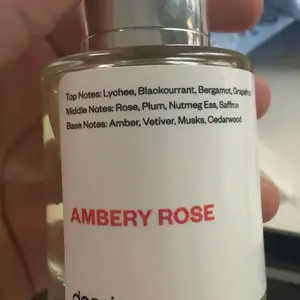 Top Notes: Lychee, Blackcurrant, Bergamot, Grapefruit
Middle Notes: Rose, Plum, Nutmeg Ess, Saffron
Base Notes: Amber, Vetiver, Musks, Cedarwood
AMBERY ROSE